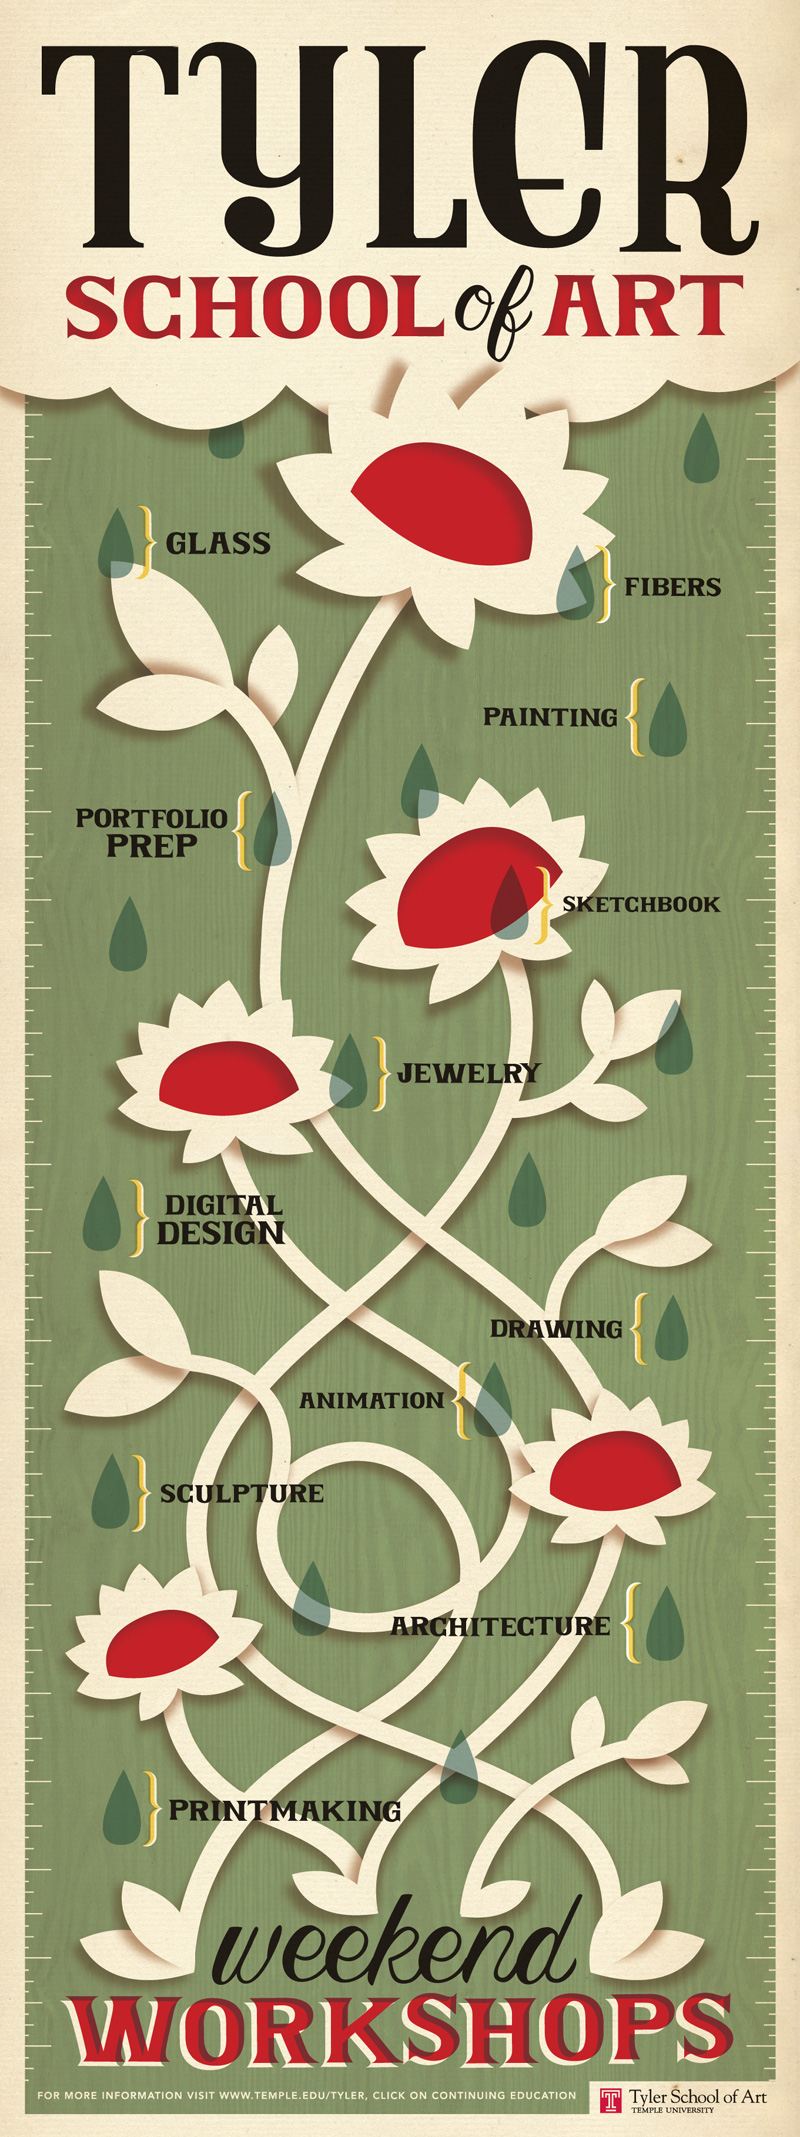 TYLER
SCHOOL of ART
GLASS
FIBERS
PAINTING
PORTFOLIO
PREP
SKETCHBOOK
JEWELRY
DIGITAL
DESIGN
DRAWING
ANIMATION
SCULPTURE
ARCHITECTURE
PRINTMAKING
weekend
WORKSHOPS
FOR MORE INFORMATION VISIT WWW.TEMPLE.EDU/TYLER, CLICK ON CONTINUING EDUCATION
T Tyler School of Art
TEMPLE UNIVERSITY